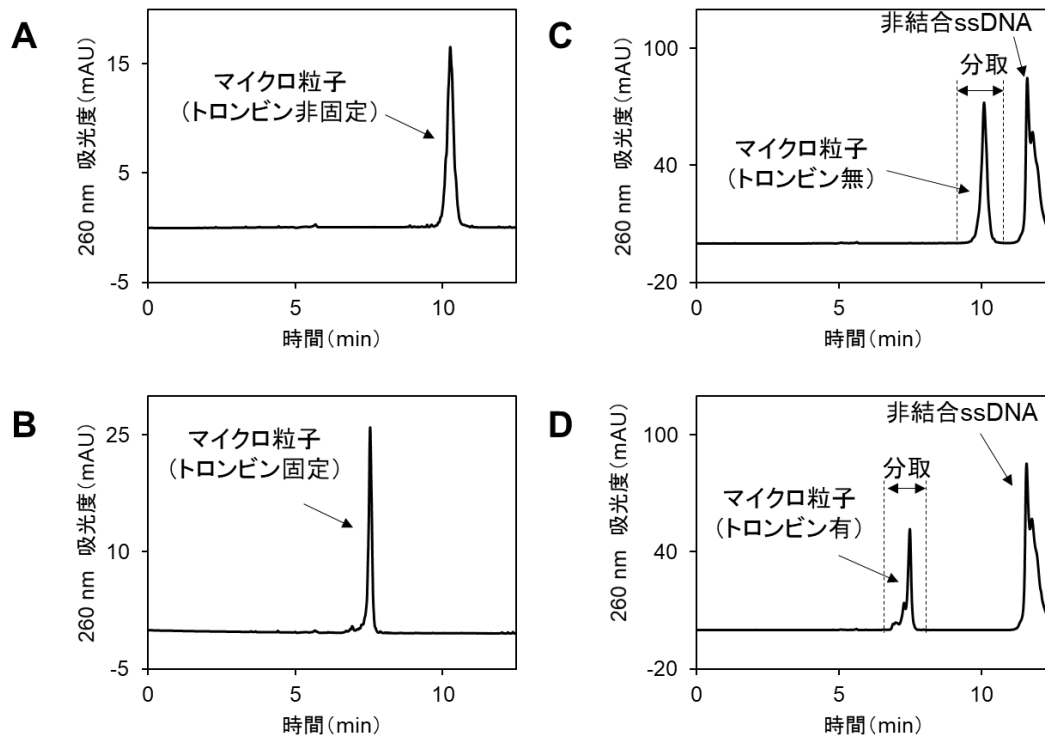 A
260 nm 吸光度(mAU)
15
5
-5
マイクロ粒子
(トロンビン非固定)
0
5
10
時間(min)
B
260 nm 吸光度(mAU)
25
10
-5
マイクロ粒子
(トロンビン固定)
0
5
10
時間(min)
C
260 nm 吸光度(mAU)
100
40
-20
非結合ssDNA
分取
マイクロ粒子
(トロンビン無)
0
5
10
時間(min)
D
260 nm 吸光度(mAU)
100
40
-20
非結合ssDNA
分取
マイクロ粒子
(トロンビン有)
0
5
10
時間(min)